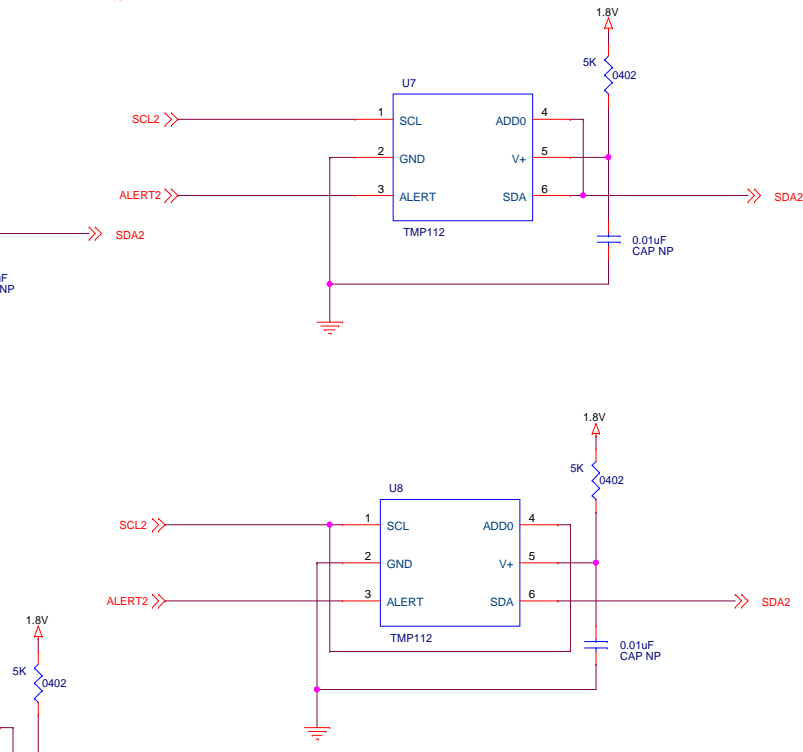 1.8V
5K
0402
U7
SCL2
1
SCL
ADD0
4
2
GND
V+
5
ALERT2
3
ALERT
SDA
6
SDA2
TMP112
SDA2
0.01uF
CAP NP
F
NP
1.8V
5K
0402
U8
SCL2
1
SCL
ADD0
4
2
GND
V+
5
ALERT2
3
ALERT
SDA
6
SDA2
TMP112
0.01uF
CAP NP
1.8V
5K
0402